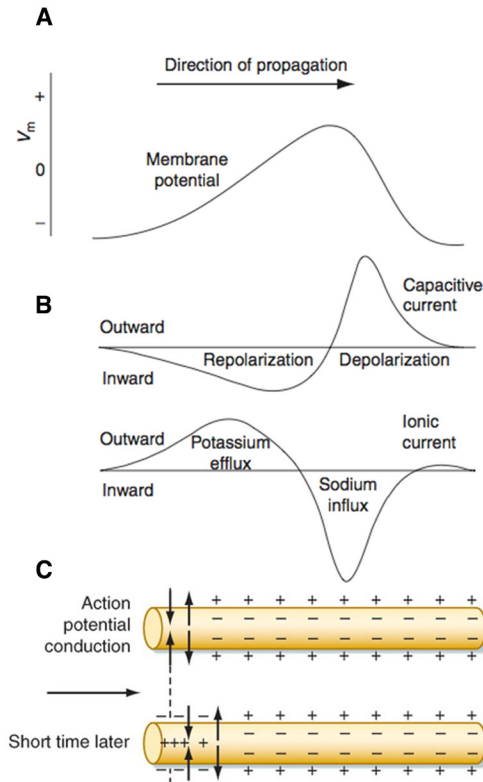 A
Direction of propagation
+
Vm
0
−
Membrane
potential
B
Capacitive
current
Outward
Repolarization
Depolarization
Inward
Outward
Ionic
current
Potassium
efflux
Inward
Sodium
influx
C
+ + + + + + + + +
Action
potential
conduction
− − − − − − − − −
− − − − − − − − −
+ + + + + + + + +
− − + + + + + + + +
Short time later
+++ + − − − − − − − −
− − − − − − − −
− − + + + + + + + +